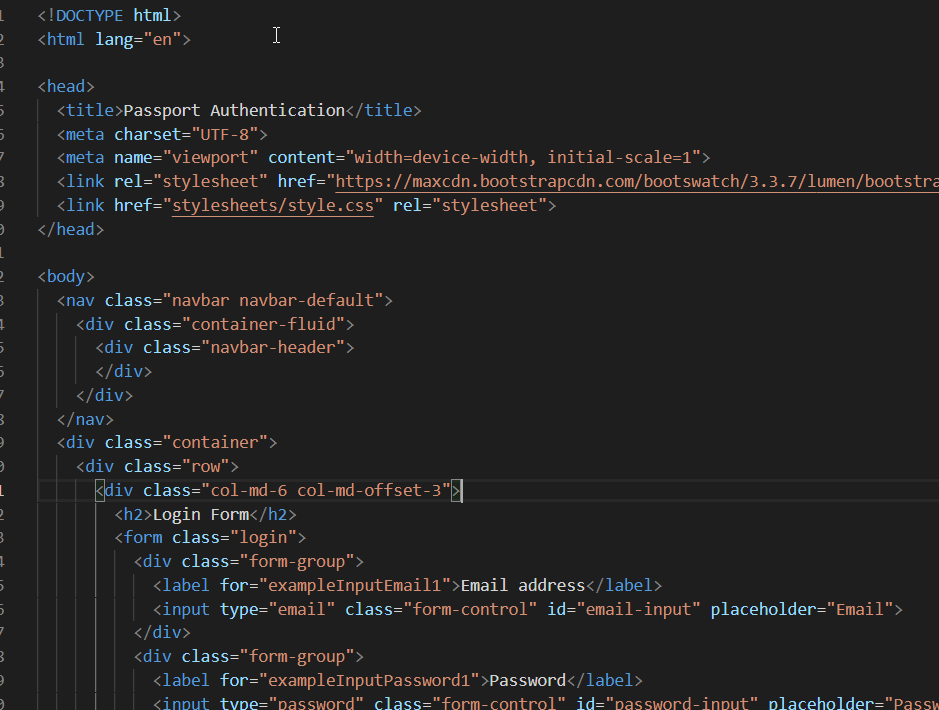 <!DOCTYPE html>
<html lang="en">
<head>
<title>Passport Authentication</title>
<meta charset="UTF-8">
<meta name="viewport" content="width=device-width, initial-scale=1">
<link rel="stylesheet" href="https://maxcdn.bootstrapcdn.com/bootswatch/3.3.7/lumen/bootstra
<link href="stylesheets/style.css" rel="stylesheet">
</head>
<body>
<nav class="navbar navbar-default">
<div class="container-fluid">
<div class="navbar-header">
</div>
</div>
</nav>
<div class="container">
<div class="row">
<div class="col-md-6 col-md-offset-3">
<h2>Login Form</h2>
<form class="login">
<div class="form-group">
<label for="exampleInputEmail1">Email address</label>
<input type="email" class="form-control" id="email-input" placeholder="Email">
</div>
<div class="form-group">
<label for="exampleInputPassword1">Password</label>
<input type="password" class="form-control" id="password-input" placeholder="Passw